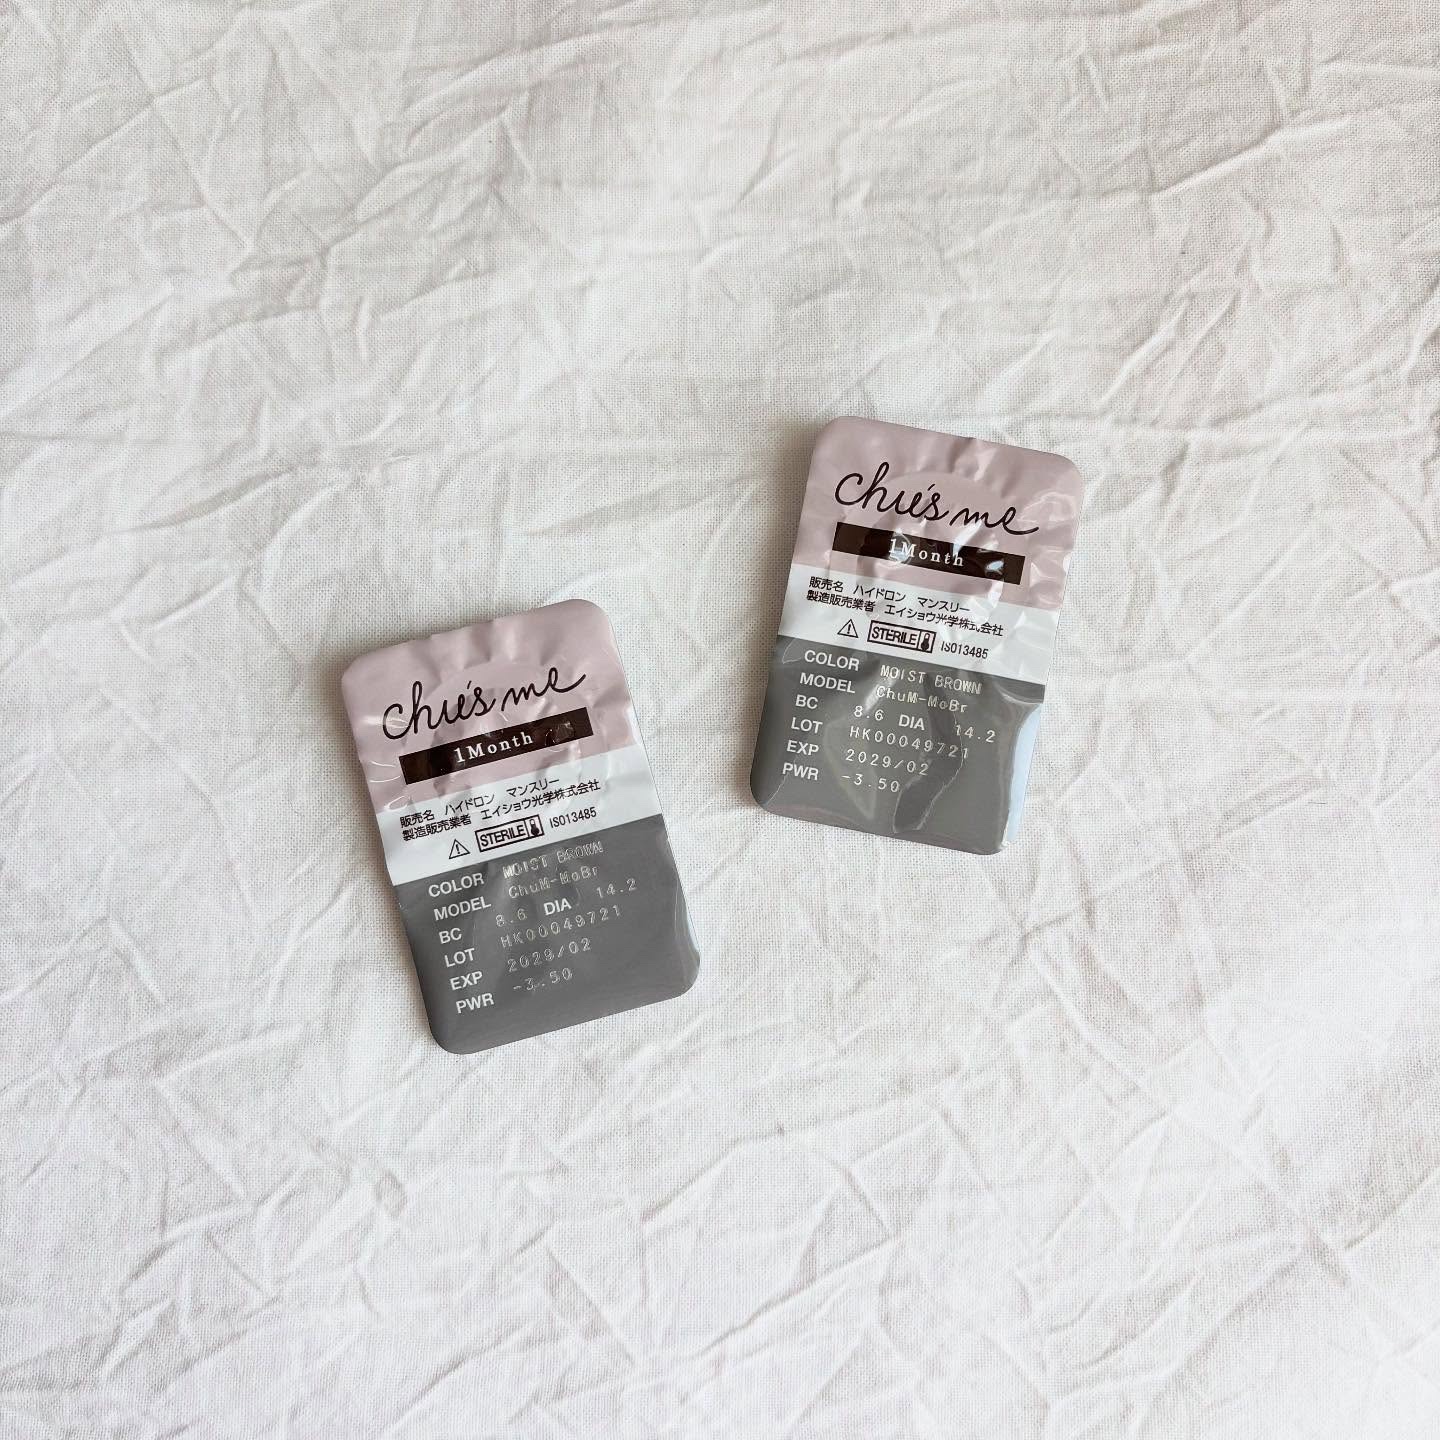 chu's me
1Month
販売名 ハイドロン マンスリー
製造販売業者 エイショウ光学株式会社
STERILE ISO13485
COLOR MOIST BROWN
MODEL ChuM-MoBr
BC 8.6 DIA 14.2
LOT HK00049721
EXP 2029/02
PWR -3.50
chu's me
1Month
販売名 ハイドロン マンスリー
製造販売業者 エイショウ光学株式会社
STERILE ISO13485
COLOR MOIST BROWN
MODEL ChuM-MoBr
BC 8.6 DIA 14.2
LOT HK00049721
EXP 2029/02
PWR -3.50